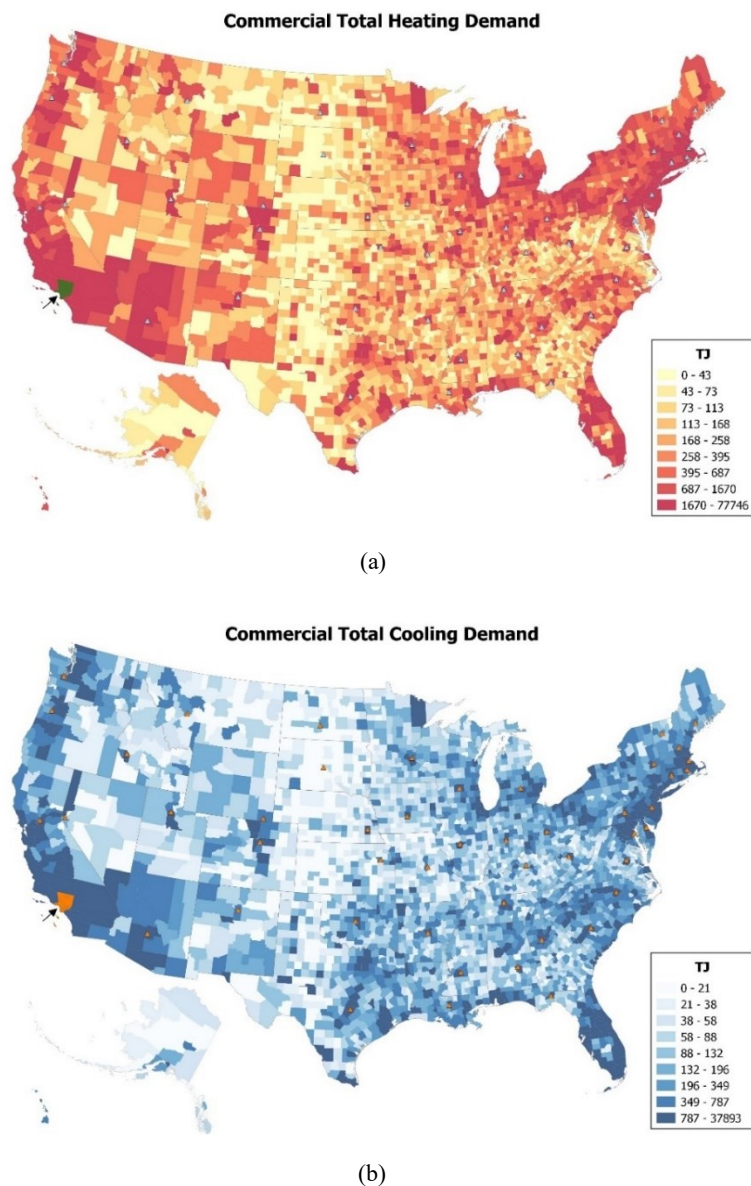 Commercial Total Heating Demand
TJ
0 - 43
43 - 73
73 - 113
113 - 168
168 - 258
258 - 395
395 - 687
687 - 1670
1670 - 77746
(a)
Commercial Total Cooling Demand
TJ
0 - 21
21 - 38
38 - 58
58 - 88
88 - 132
132 - 196
196 - 349
349 - 787
787 - 37893
(b)